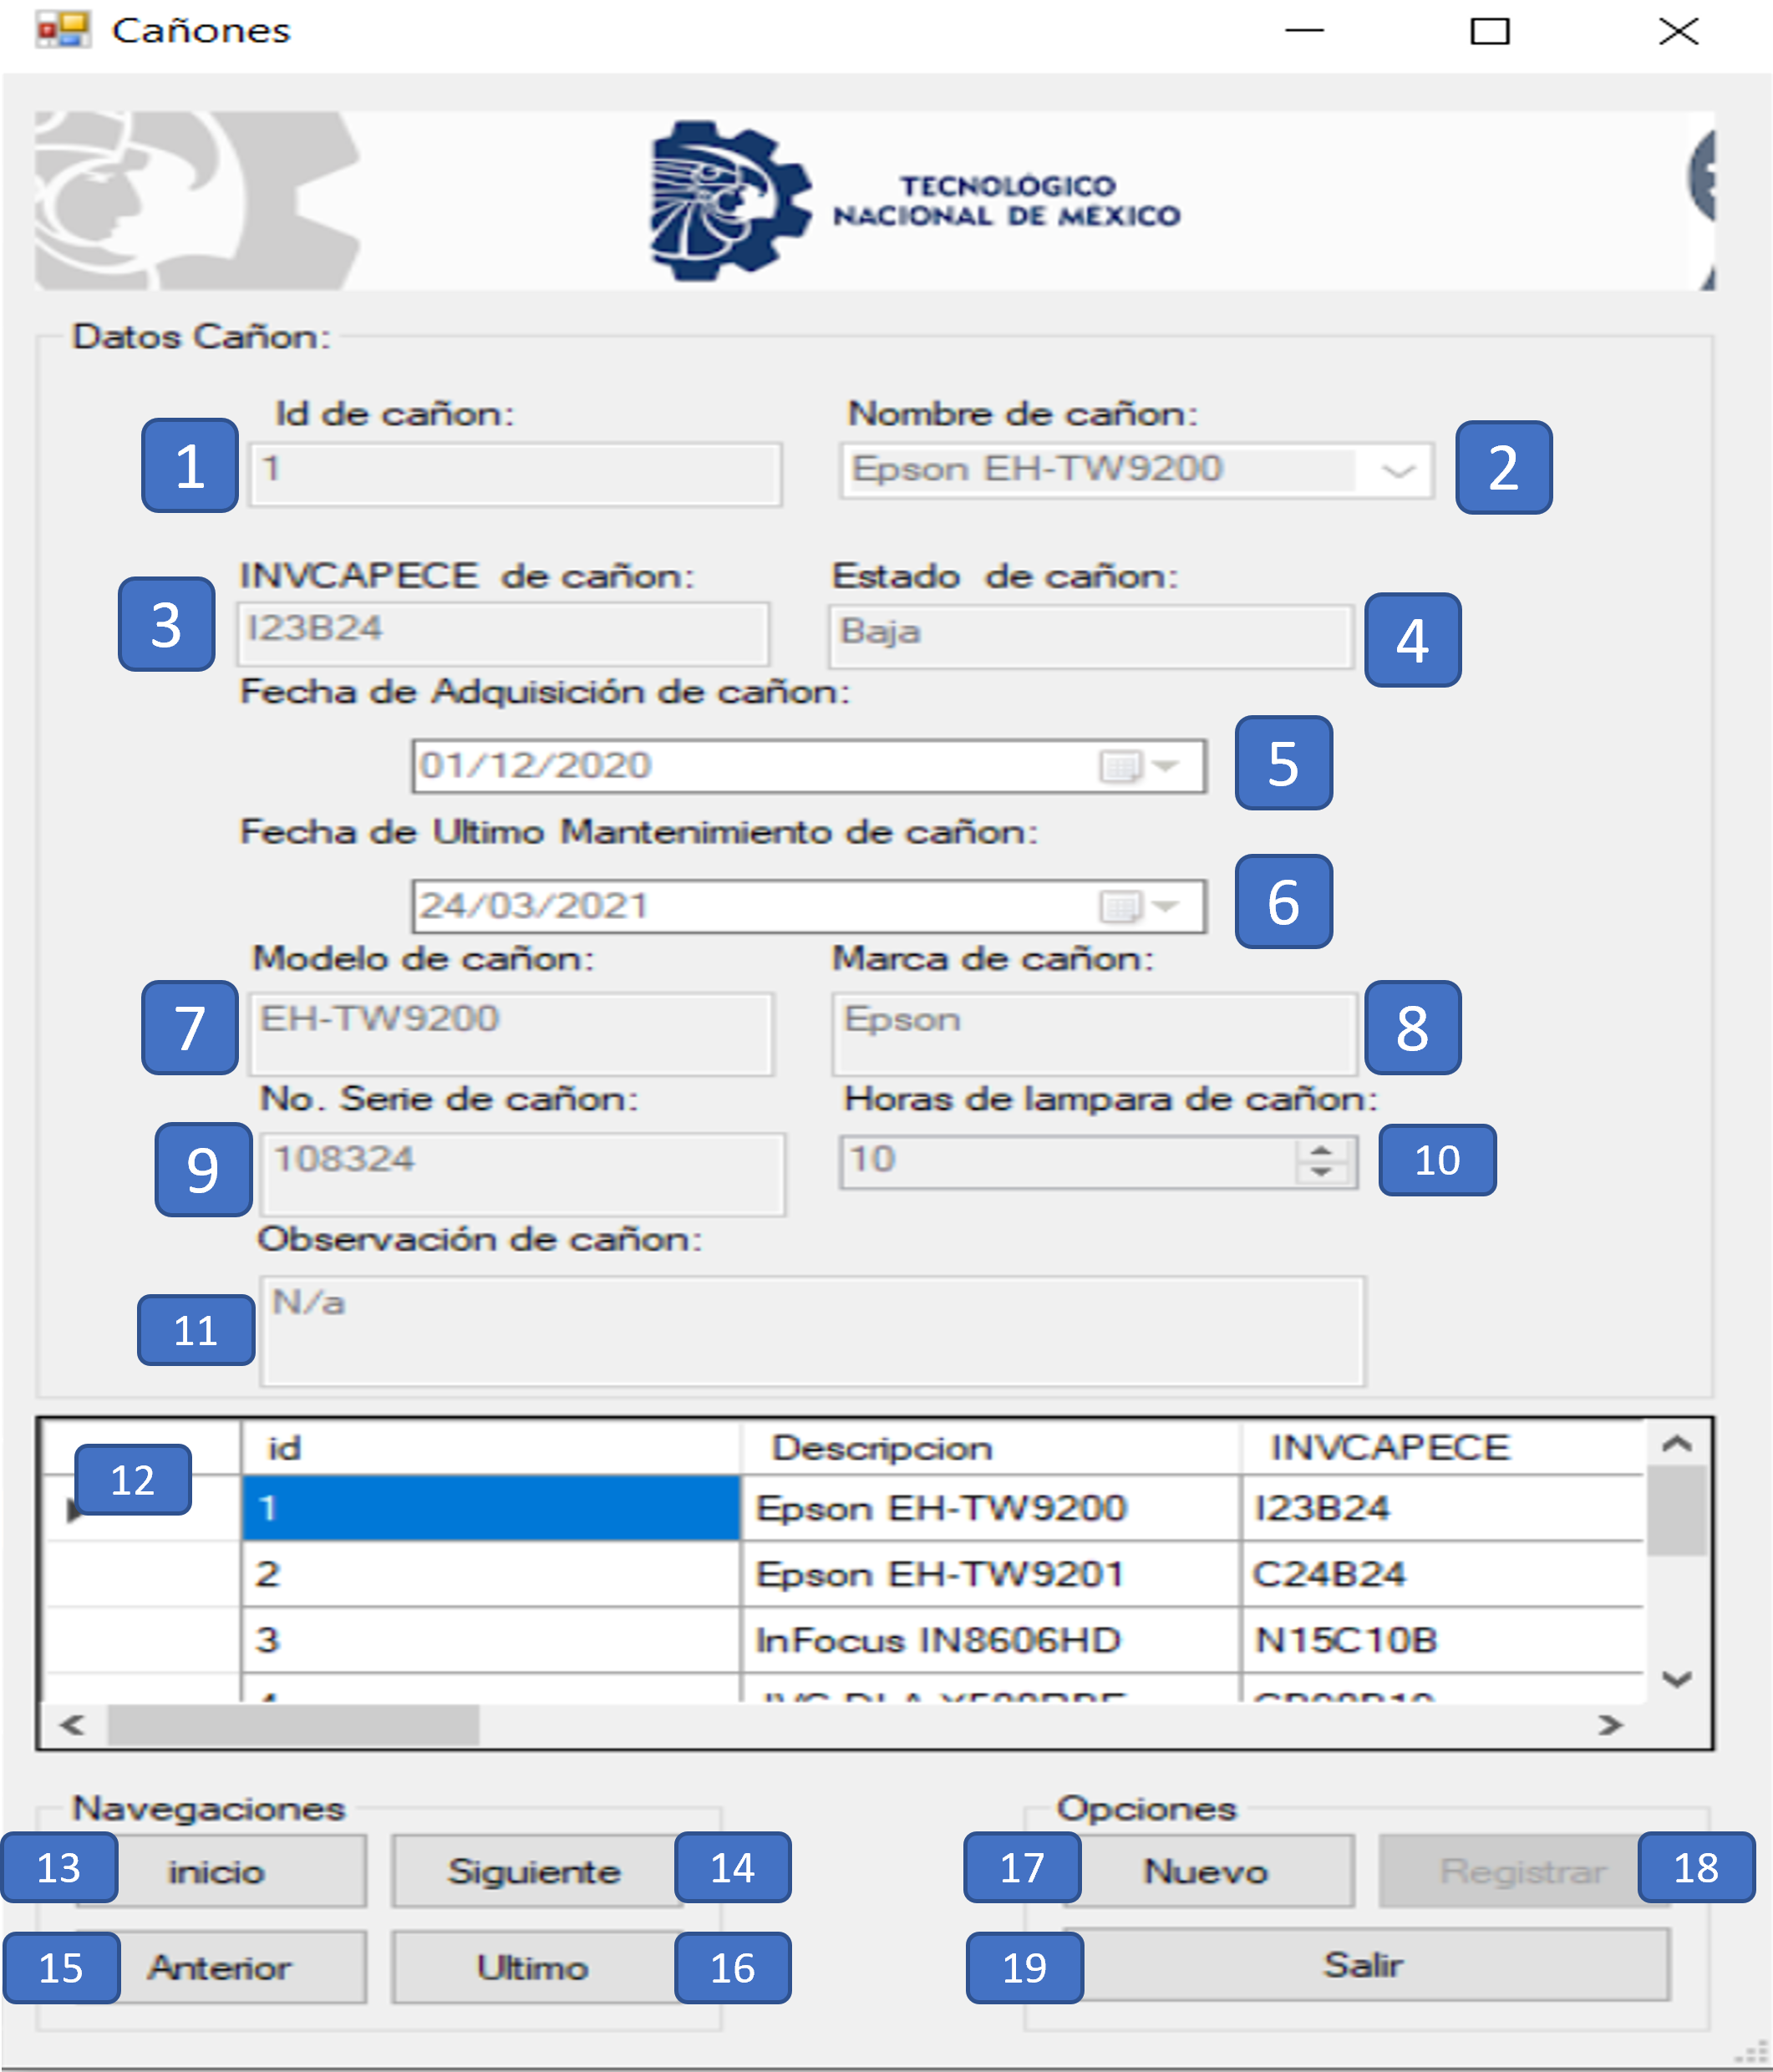 Cañones
TECNOLÓGICO
NACIONAL DE MEXICO
Datos Cañon:
Id de cañon:
Nombre de cañon:
1
1
Epson EH-TW9200
2
INVCAPECE de cañon:
Estado de cañon:
3
I23B24
Baja
4
Fecha de Adquisición de cañon:
01/12/2020
5
Fecha de Ultimo Mantenimiento de cañon:
24/03/2021
6
Modelo de cañon:
Marca de cañon:
7
EH-TW9200
Epson
8
No. Serie de cañon:
Horas de lampara de cañon:
9
108324
10
10
Observación de cañon:
N/a
11
12
id Descripcion INVCAPECE
1 Epson EH-TW9200 I23B24
2 Epson EH-TW9201 C24B24
3 InFocus IN8606HD N15C10B
Navegaciones
Opciones
13
inicio
Siguiente
14
17
Nuevo
Registrar
18
15
Anterior
Ultimo
16
19
Salir